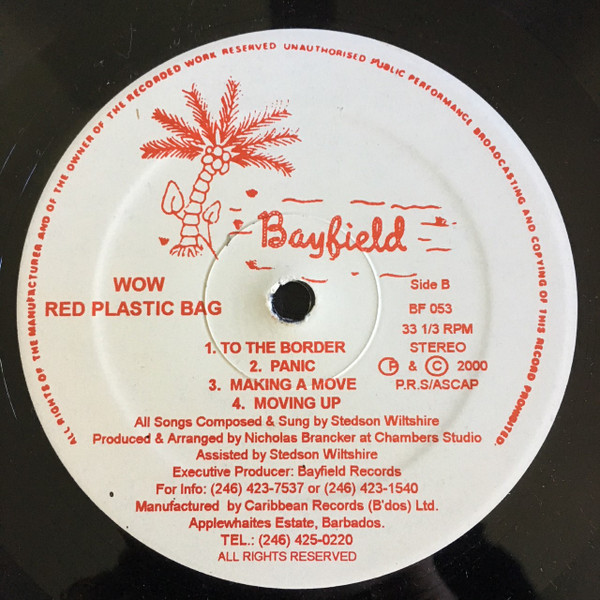 ALL RIGHTS OF THE MANUFACTURER AND OF THE OWNER OF THE RECORDED WORK RESERVED UNAUTHORISED PUBLIC PERFORMANCE BROADCASTING AND COPYING OF THIS RECORD PROHIBITED.
Bayfield
WOW
RED PLASTIC BAG
Side B
BF 053
33 1/3 RPM
STEREO
Ⓟ & © 2000
P.R.S/ASCAP
1. TO THE BORDER
2. PANIC
3. MAKING A MOVE
4. MOVING UP
All Songs Composed & Sung by Stedson Wiltshire
Produced & Arranged by Nicholas Brancker at Chambers Studio
Assisted by Stedson Wiltshire
Executive Producer: Bayfield Records
For Info: (246) 423-7537 or (246) 423-1540
Manufactured by Caribbean Records (B'dos) Ltd.
Applewhaites Estate, Barbados.
TEL.: (246) 425-0220
ALL RIGHTS RESERVED